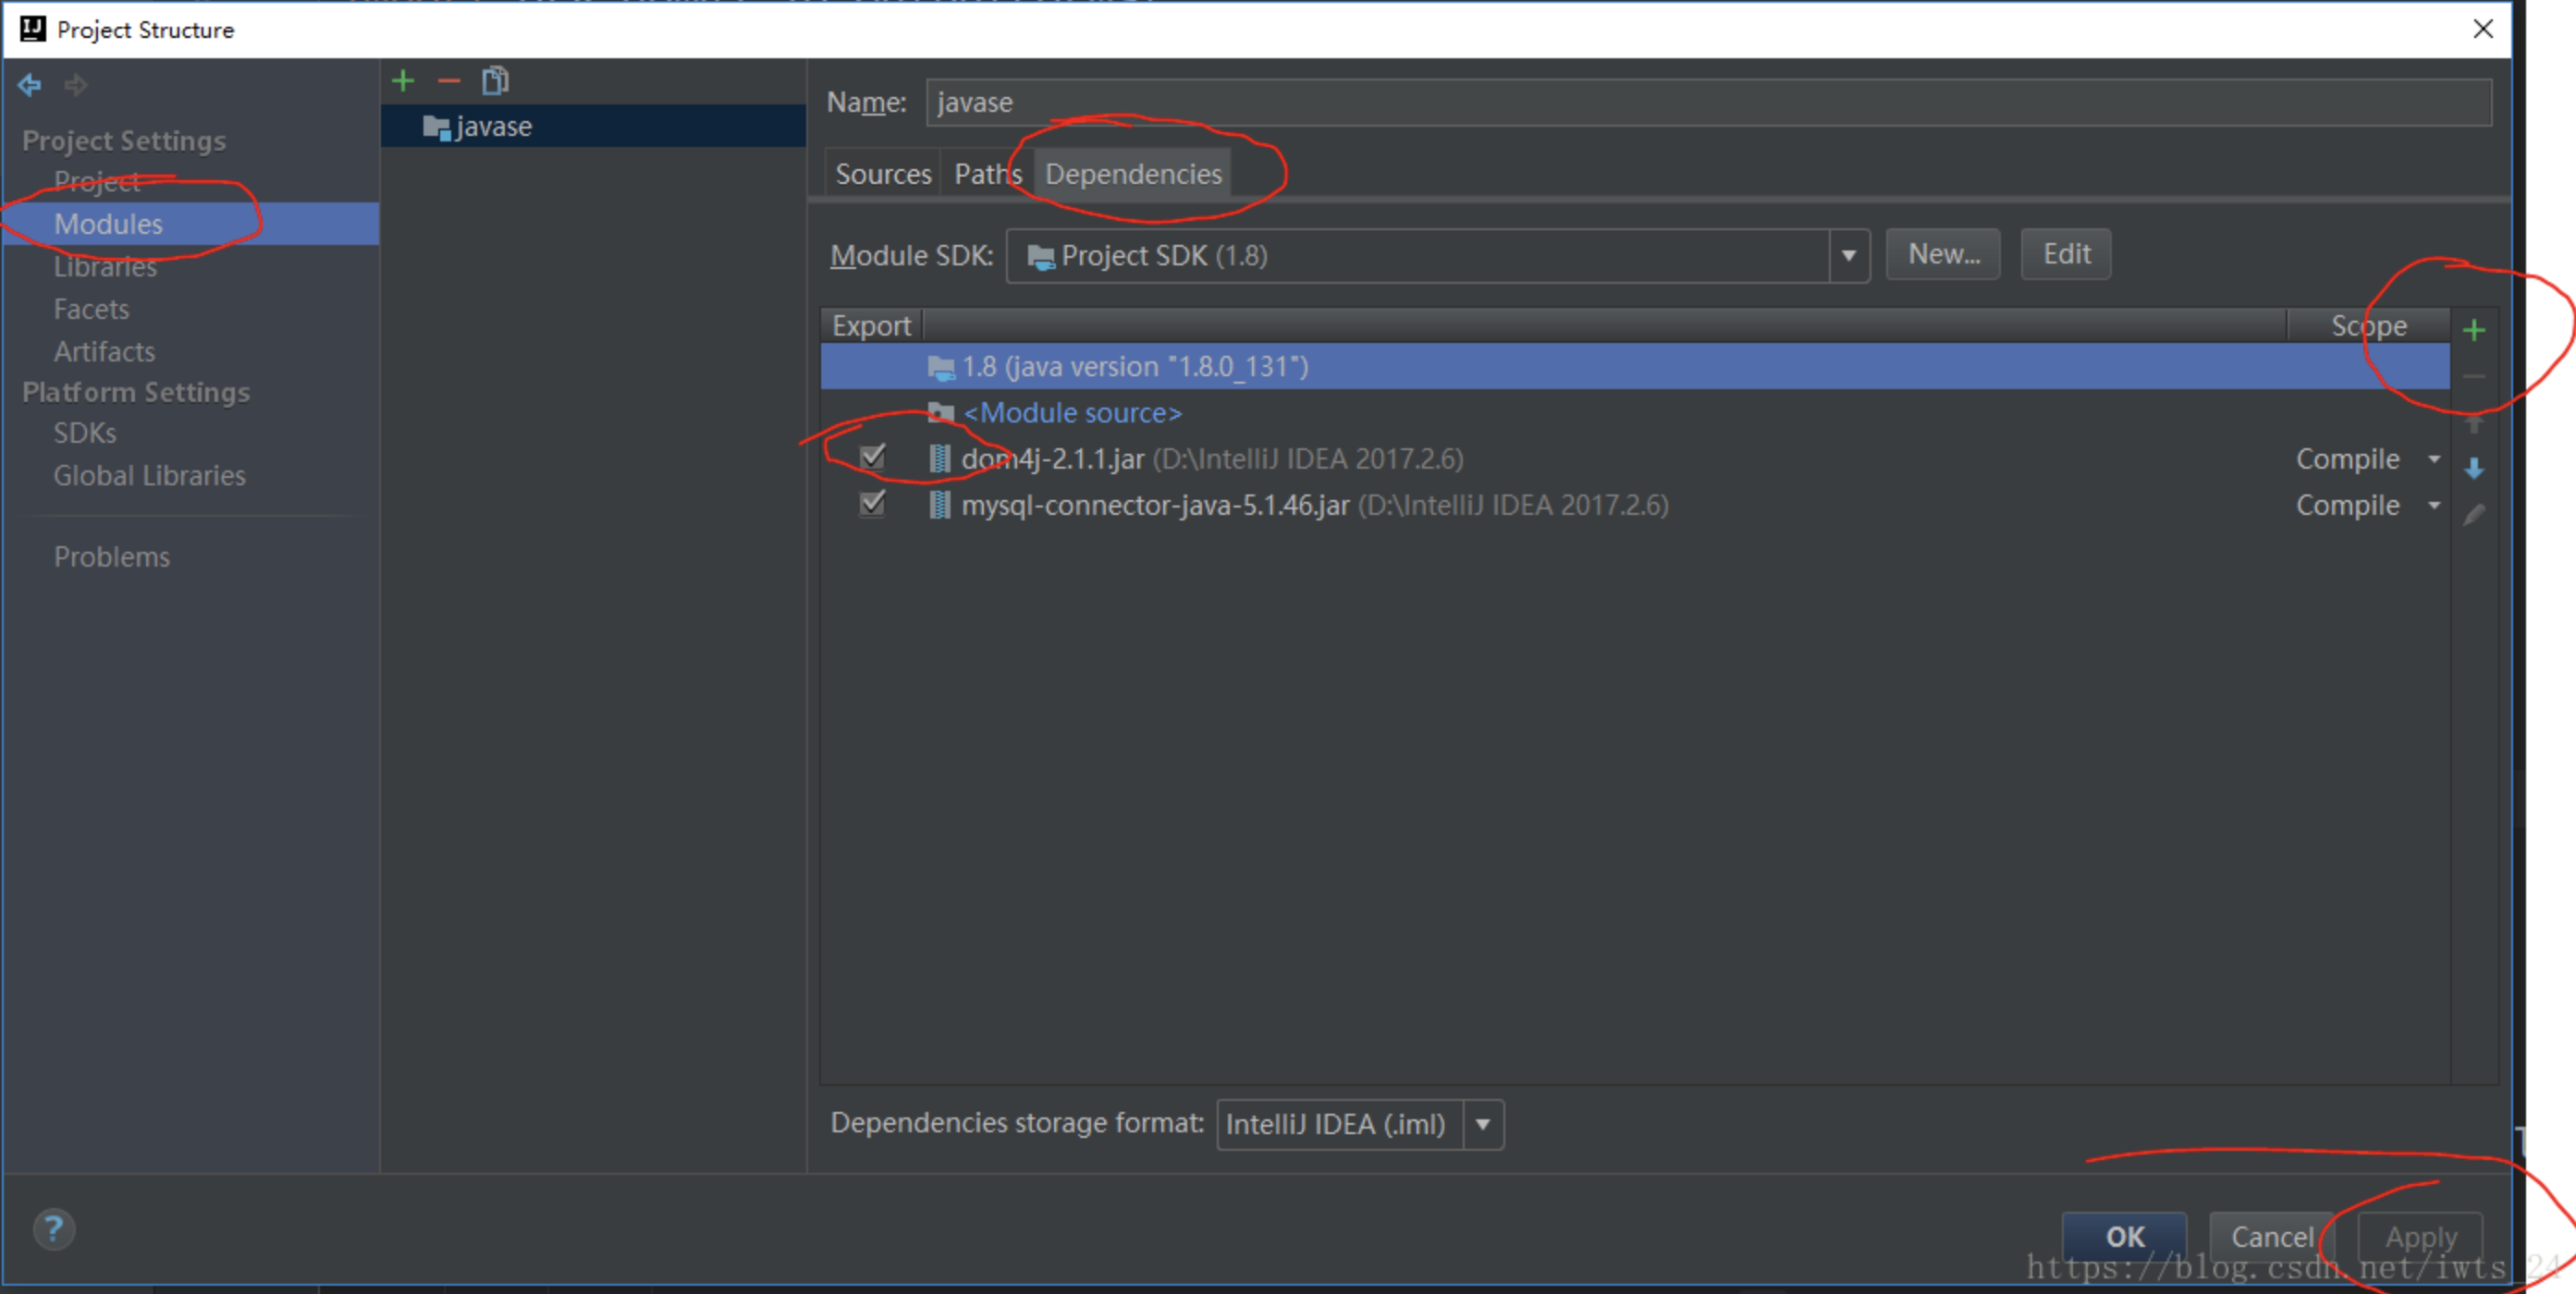 Project Structure
Project Settings
Project
Modules
Libraries
Facets
Artifacts
Platform Settings
SDKs
Global Libraries
Problems
javase
Name: javase
Sources Paths Dependencies
Module SDK: Project SDK (1.8) New... Edit
Export Scope
1.8 (java version "1.8.0_131")
<Module source>
dom4j-2.1.1.jar (D:\IntelliJ IDEA 2017.2.6) Compile
mysql-connector-java-5.1.46.jar (D:\IntelliJ IDEA 2017.2.6) Compile
Dependencies storage format: IntelliJ IDEA (.iml)
? OK Cancel Apply
https://blog.csdn.net/iwts_24